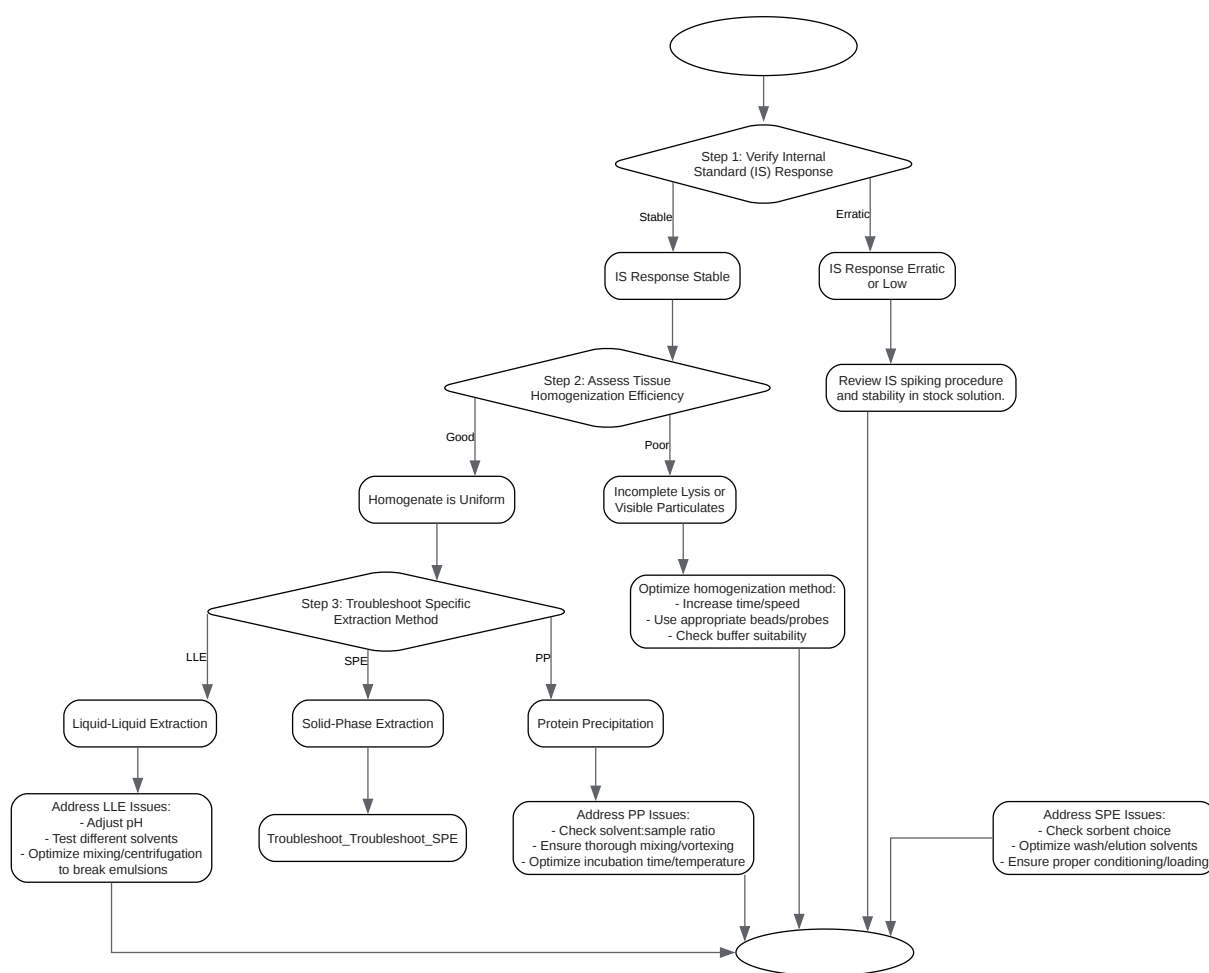 Step 1: Verify Internal
Standard (IS) Response
Stable
Erratic
IS Response Stable
IS Response Erratic
or Low
Step 2: Assess Tissue
Homogenization Efficiency
Review IS spiking procedure
and stability in stock solution.
Good
Poor
Homogenate is Uniform
Incomplete Lysis or
Visible Particulates
Step 3: Troubleshoot Specific
Extraction Method
Optimize homogenization method:
- Increase time/speed
- Use appropriate beads/probes
- Check buffer suitability
LLE
SPE
PP
Liquid-Liquid Extraction
Solid-Phase Extraction
Protein Precipitation
Address LLE Issues:
- Adjust pH
- Test different solvents
- Optimize mixing/centrifugation
to break emulsions
Troubleshoot_Troubleshoot_SPE
Address PP Issues:
- Check solvent:sample ratio
- Ensure thorough mixing/vortexing
- Optimize incubation time/temperature
Address SPE Issues:
- Check sorbent choice
- Optimize wash/elution solvents
- Ensure proper conditioning/loading